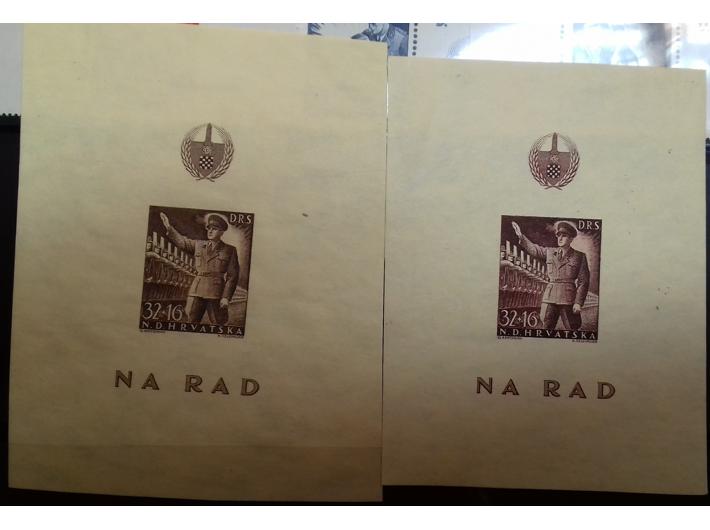 D.R.S
32+16
N.D.HRVATSKA
NA RAD
D.R.S
32+16
N.D.HRVATSKA
NA RAD